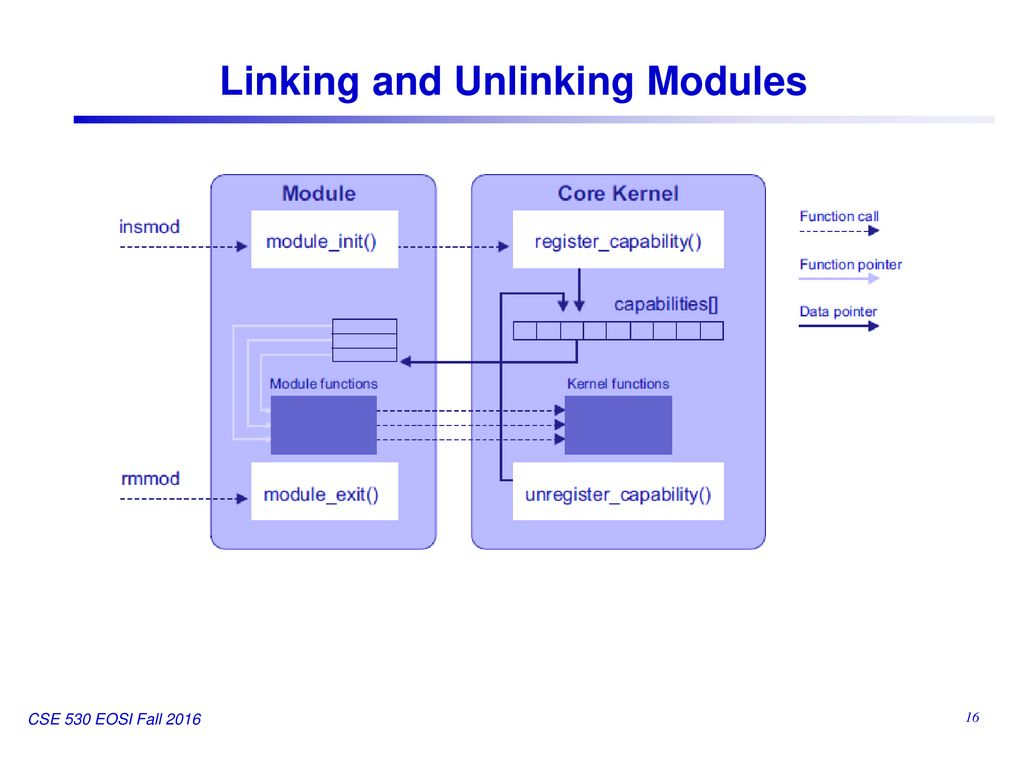 Linking and Unlinking Modules
Module
Core Kernel
insmod
module_init()
register_capability()
Function call
Function pointer
Data pointer
capabilities[]
Module functions
Kernel functions
rmmod
module_exit()
unregister_capability()
CSE 530 EOSI Fall 2016
16